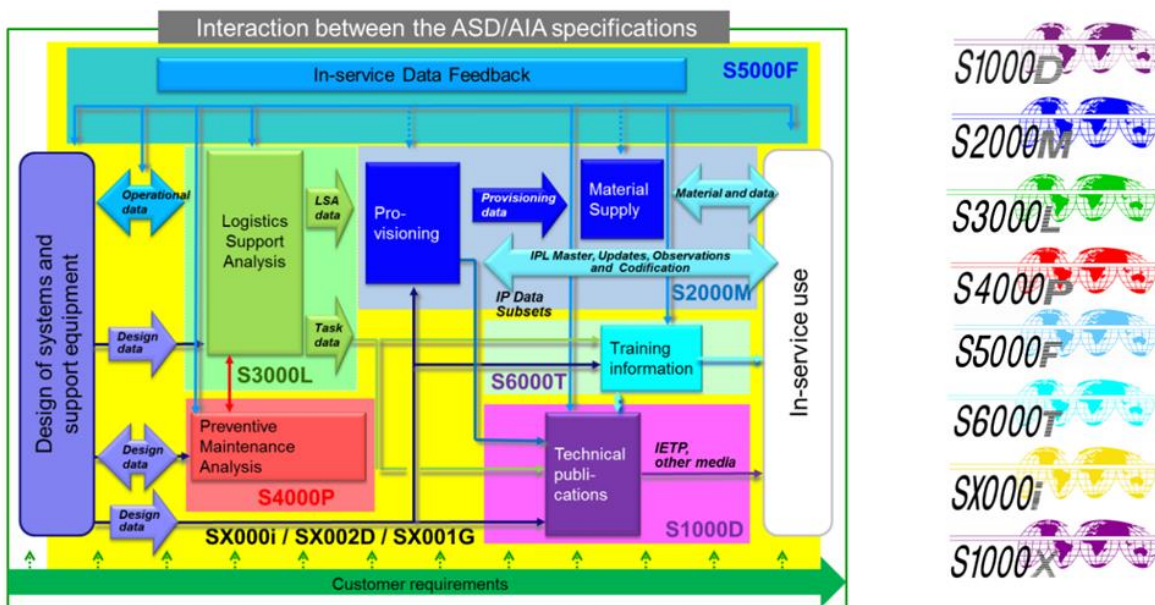 Interaction between the ASD/AIA specifications
In-service Data Feedback
S5000F
Design of systems and
support equipment
Operational
data
Logistics
Support
Analysis
LSA
data
Pro-
visioning
Provisioning
data
Material
Supply
Material and data
IPL Master, Updates, Observations
and Codification
IP Data
Subsets
S2000M
Design
data
Task
data
S3000L
Training
information
S6000T
Preventive
Maintenance
Analysis
Design
data
S4000P
Technical
publi-
cations
IETP,
other media
S1000D
Design
data
SX000i / SX002D / SX001G
In-service use
Customer requirements
S1000D
S2000M
S3000L
S4000P
S5000F
S6000T
SX000i
S1000X